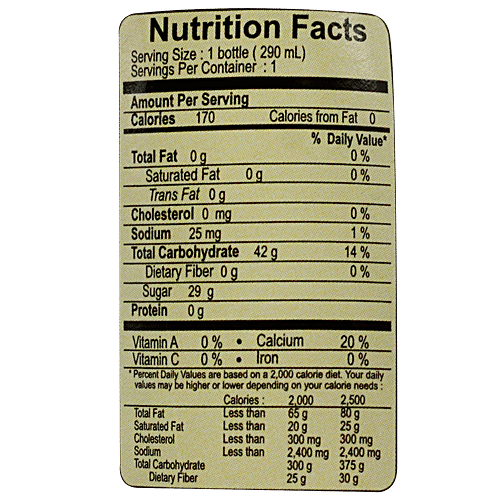 Nutrition Facts
Serving Size : 1 bottle ( 290 mL)
Servings Per Container : 1
Amount Per Serving
Calories 170 Calories from Fat 0
% Daily Value*
Total Fat 0 g 0 %
Saturated Fat 0 g 0 %
Trans Fat 0 g
Cholesterol 0 mg 0 %
Sodium 25 mg 1 %
Total Carbohydrate 42 g 14 %
Dietary Fiber 0 g 0 %
Sugar 29 g
Protein 0 g
Vitamin A 0 % • Calcium 20 %
Vitamin C 0 % • Iron 0 %
* Percent Daily Values are based on a 2,000 calorie diet. Your daily
values may be higher or lower depending on your calorie needs :
Calories : 2,000 2,500
Total Fat Less than 65 g 80 g
Saturated Fat Less than 20 g 25 g
Cholesterol Less than 300 mg 300 mg
Sodium Less than 2,400 mg 2,400 mg
Total Carbohydrate 300 g 375 g
Dietary Fiber 25 g 30 g